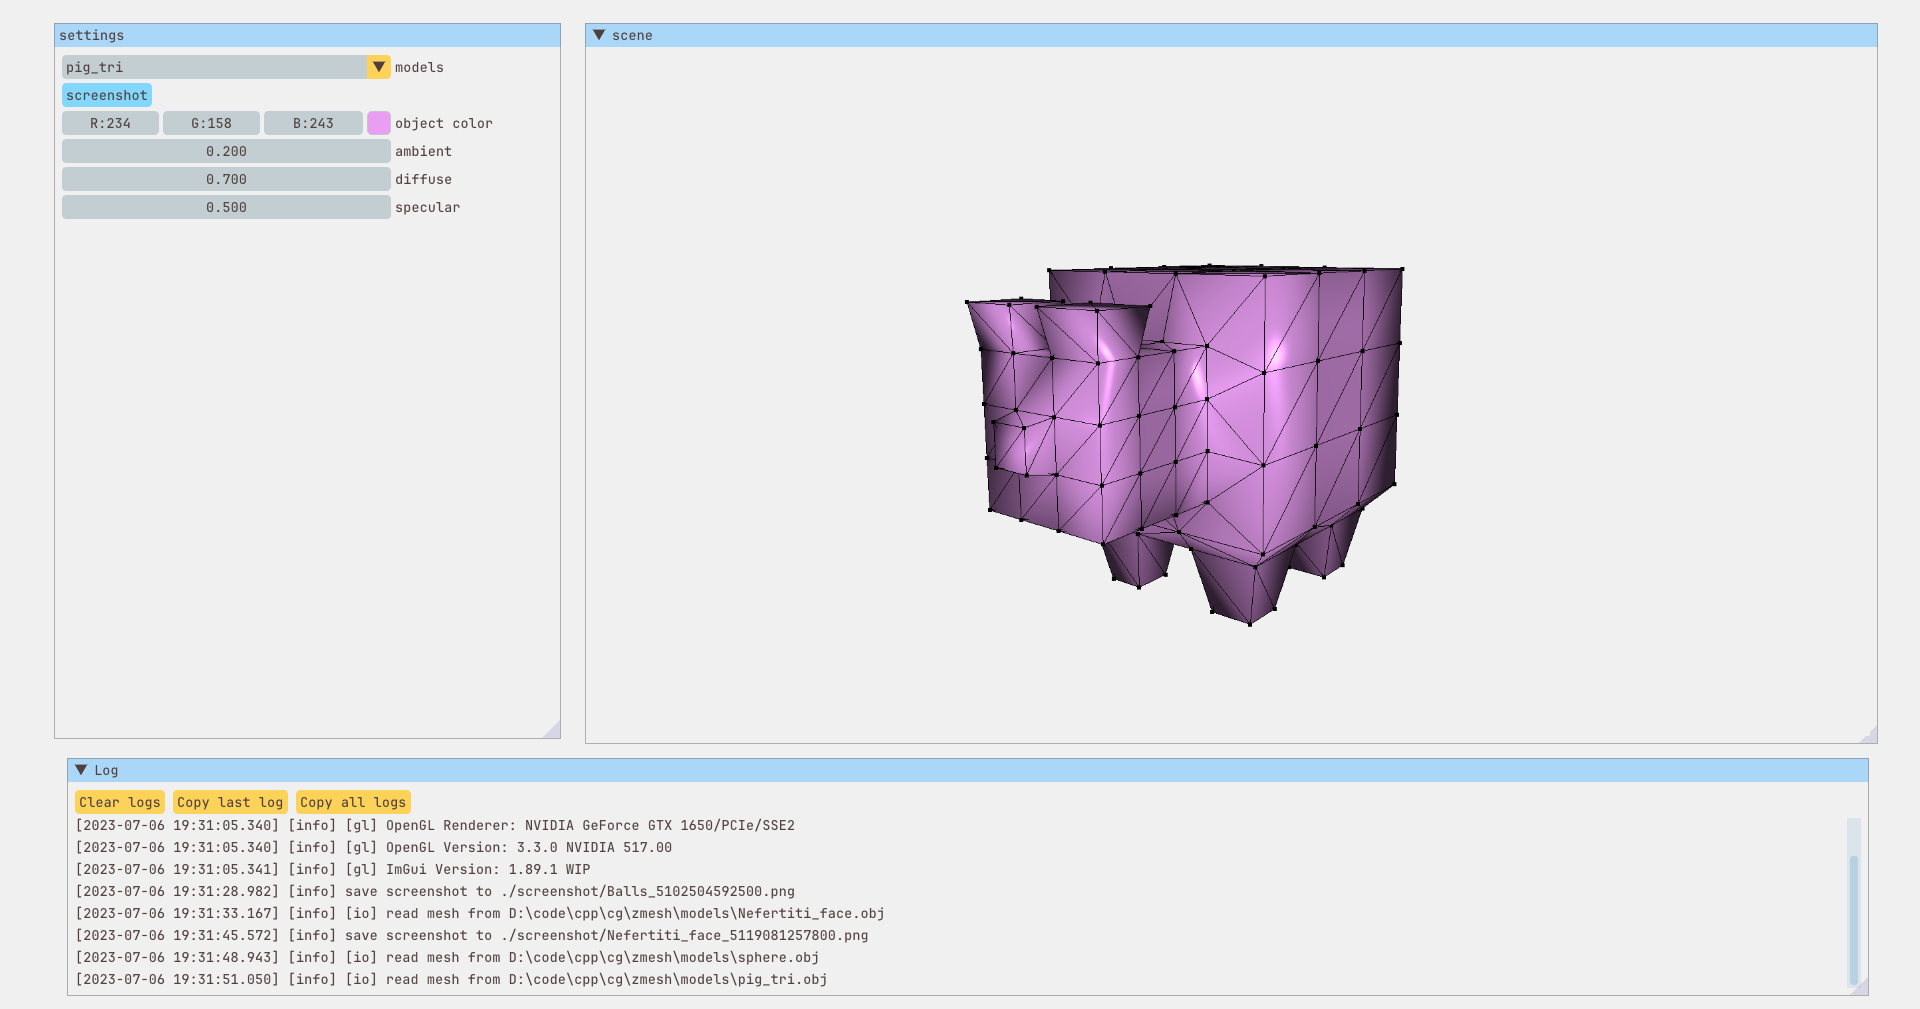 settings
pig_tri models
screenshot
R:234 G:158 B:243 object color
0.200 ambient
0.700 diffuse
0.500 specular
scene
Log
Clear logs Copy last log Copy all logs
[2023-07-06 19:31:05.340] [info] [gl] OpenGL Renderer: NVIDIA GeForce GTX 1650/PCIe/SSE2
[2023-07-06 19:31:05.340] [info] [gl] OpenGL Version: 3.3.0 NVIDIA 517.00
[2023-07-06 19:31:05.341] [info] [gl] ImGui Version: 1.89.1 WIP
[2023-07-06 19:31:28.982] [info] save screenshot to ./screenshot/Balls_5102504592500.png
[2023-07-06 19:31:33.167] [info] [io] read mesh from D:\code\cpp\cg\zmesh\models\Nefertiti_face.obj
[2023-07-06 19:31:45.572] [info] save screenshot to ./screenshot/Nefertiti_face_5119081257800.png
[2023-07-06 19:31:48.943] [info] [io] read mesh from D:\code\cpp\cg\zmesh\models\sphere.obj
[2023-07-06 19:31:51.050] [info] [io] read mesh from D:\code\cpp\cg\zmesh\models\pig_tri.obj